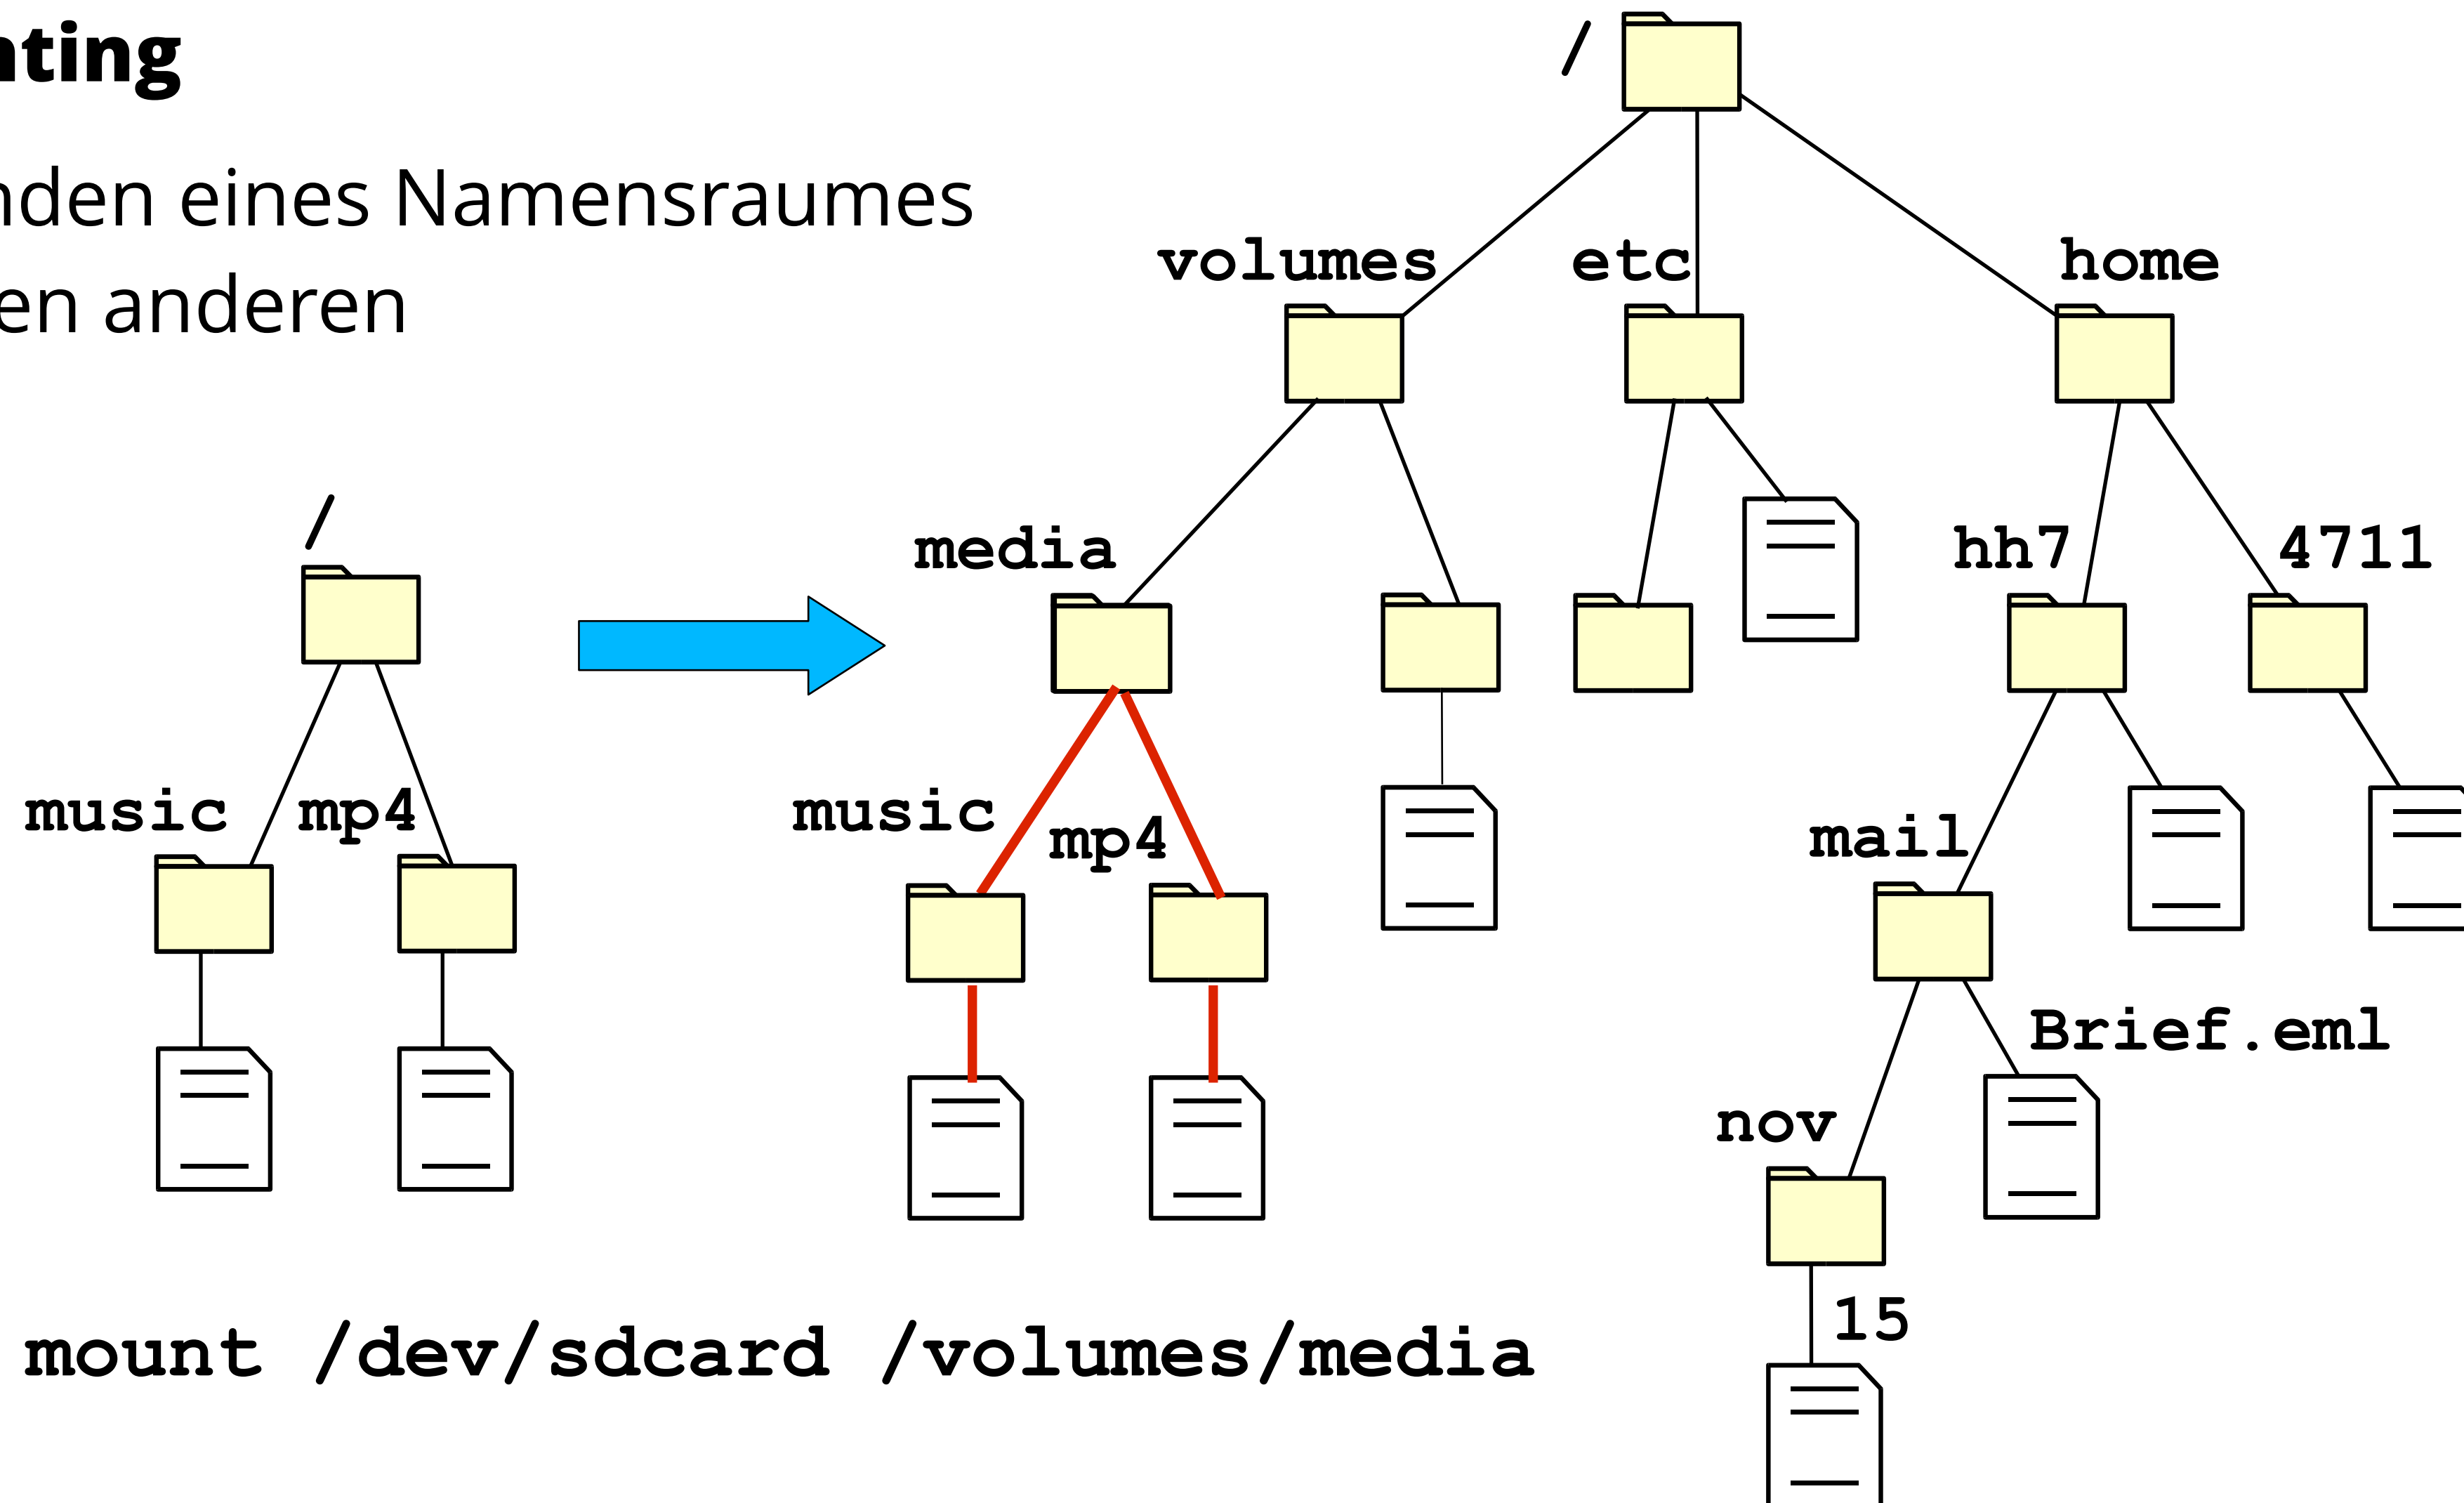 nting
nden eines Namensraumes
en anderen
/
volumes etc home
/
media hh7 4711
music mp4 music mp4 mail
Brief.eml
nov
15
mount /dev/sdcard /volumes/media